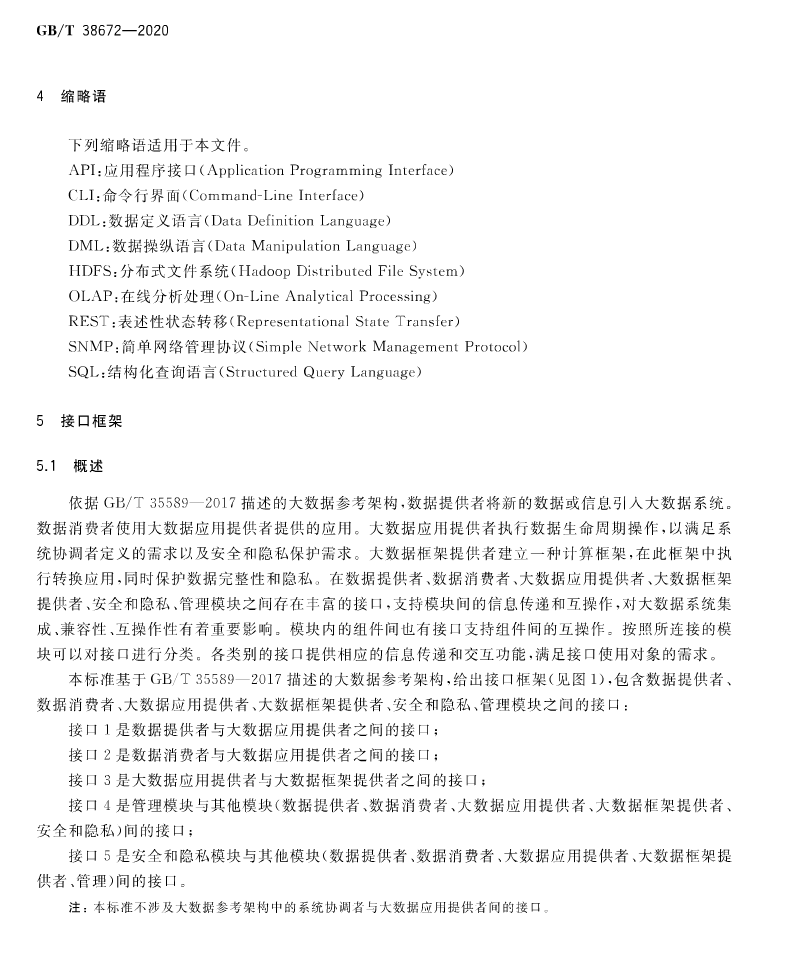 GB/T 38672—2020
4 缩略语
下列缩略语适用于本文件。
API:应用程序接口(Application Programming Interface)
CLI:命令行界面(Command-Line Interface)
DDL:数据定义语言(Data Definition Language)
DML:数据操纵语言(Data Manipulation Language)
HDFS:分布式文件系统(Hadoop Distributed File System)
OLAP:在线分析处理(On-Line Analytical Processing)
REST:表述性状态转移(Representational State Transfer)
SNMP:简单网络管理协议(Simple Network Management Protocol)
SQL:结构化查询语言(Structured Query Language)
5 接口框架
5.1 概述
依据 GB/T 35589—2017 描述的大数据参考架构,数据提供者将新的数据或信息引入大数据系统。
数据消费者使用大数据应用提供者提供的应用。大数据应用提供者执行数据生命周期操作,以满足系
统协调者定义的需求以及安全和隐私保护需求。大数据框架提供者建立一种计算框架,在此框架中执
行转换应用,同时保护数据完整性和隐私。在数据提供者、数据消费者、大数据应用提供者、大数据框架
提供者、安全和隐私、管理模块之间存在丰富的接口,支持模块间的信息传递和互操作,对大数据系统集
成、兼容性、互操作性有着重要影响。模块内的组件间也有接口支持组件间的互操作。按照所连接的模
块可以对接口进行分类。各类别的接口提供相应的信息传递和交互功能,满足接口使用对象的需求。
本标准基于 GB/T 35589—2017 描述的大数据参考架构,给出接口框架(见图 1),包含数据提供者、
数据消费者、大数据应用提供者、大数据框架提供者、安全和隐私、管理模块之间的接口:
接口 1 是数据提供者与大数据应用提供者之间的接口;
接口 2 是数据消费者与大数据应用提供者之间的接口;
接口 3 是大数据应用提供者与大数据框架提供者之间的接口;
接口 4 是管理模块与其他模块(数据提供者、数据消费者、大数据应用提供者、大数据框架提供者、
安全和隐私)间的接口;
接口 5 是安全和隐私模块与其他模块(数据提供者、数据消费者、大数据应用提供者、大数据框架提
供者、管理)间的接口。
注:本标准不涉及大数据参考架构中的系统协调者与大数据应用提供者间的接口。